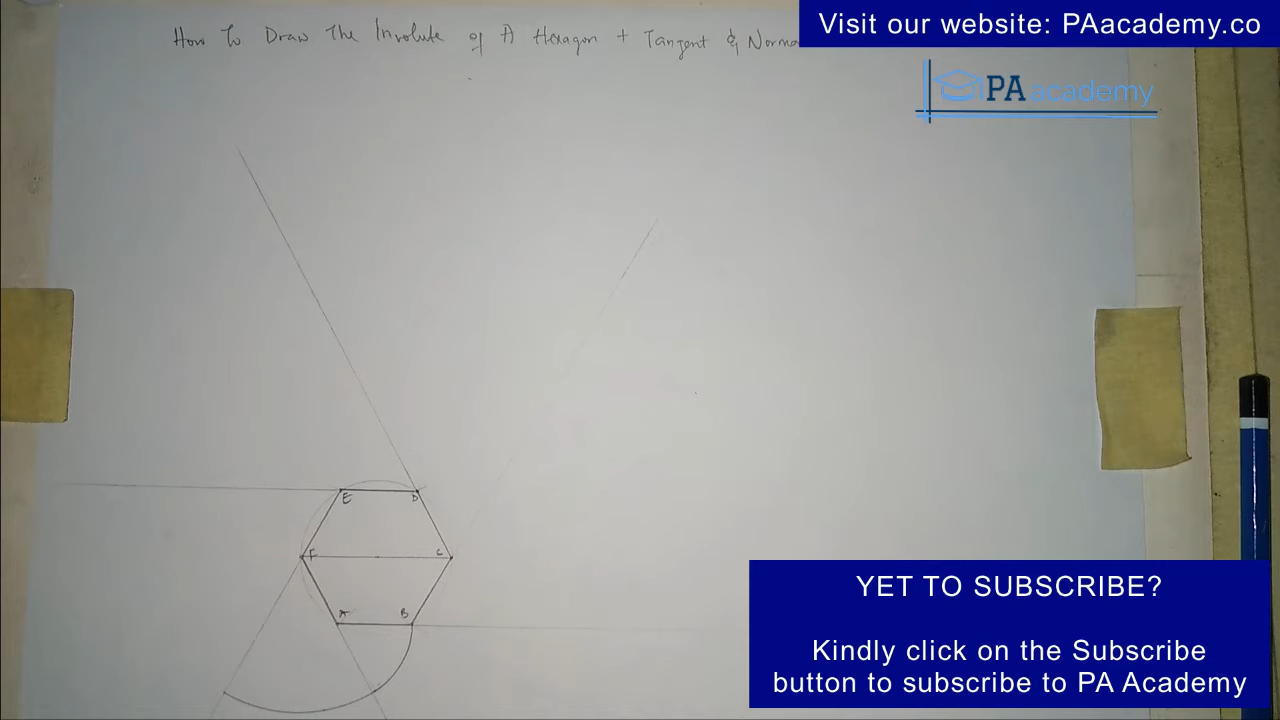 Visit our website: PAacademy.co
How To Draw The Involute of A Hexagon + Tangent & Norma
PA academy
E
D
F
C
A
B
YET TO SUBSCRIBE?
Kindly click on the Subscribe
button to subscribe to PA Academy